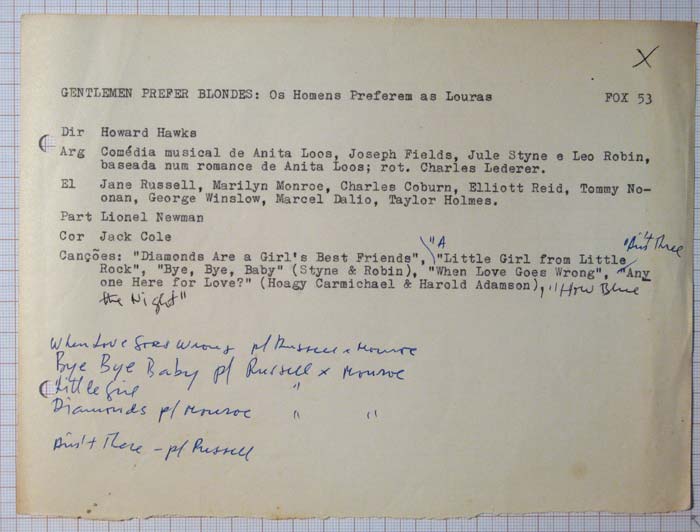 X
GENTLEMEN PREFER BLONDES: Os Homens Preferem as Louras FOX 53
Dir Howard Hawks
Arg Comédia musical de Anita Loos, Joseph Fields, Jule Styne e Leo Robin,
baseada num romance de Anita Loos; rot. Charles Lederer.
El Jane Russell, Marilyn Monroe, Charles Coburn, Elliott Reid, Tommy No-
onan, George Winslow, Marcel Dalio, Taylor Holmes.
Part Lionel Newman
Cor Jack Cole
"A "Ain't There
Canções: "Diamonds Are a Girl's Best Friends", "Little Girl from Little
Rock", "Bye, Bye, Baby" (Styne & Robin), "When Love Goes Wrong", "Any
one Here for Love?" (Hoagy Carmichael & Harold Adamson), "How Blue
the Night"
When Love Goes Wrong p/ Russell x Monroe
Bye Bye Baby p/ Russell x Monroe
Little Girl "
Diamonds p/ Monroe " "
Ain't There - p/ Russell